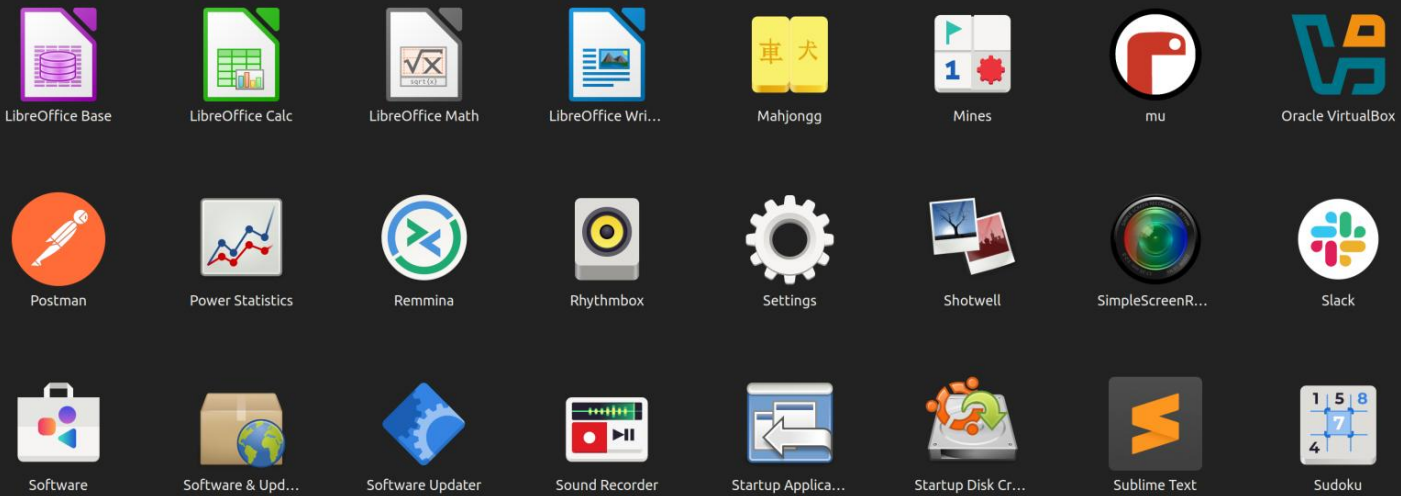 √x
sqrt{x}
車 犬
1
LibreOffice Base
LibreOffice Calc
LibreOffice Math
LibreOffice Wri...
Mahjongg
Mines
mu
Oracle VirtualBox
Postman
Power Statistics
Remmina
Rhythmbox
Settings
Shotwell
SimpleScreenR...
Slack
1 5 8
7
4
Software
Software & Upd...
Software Updater
Sound Recorder
Startup Applica...
Startup Disk Cr...
Sublime Text
Sudoku